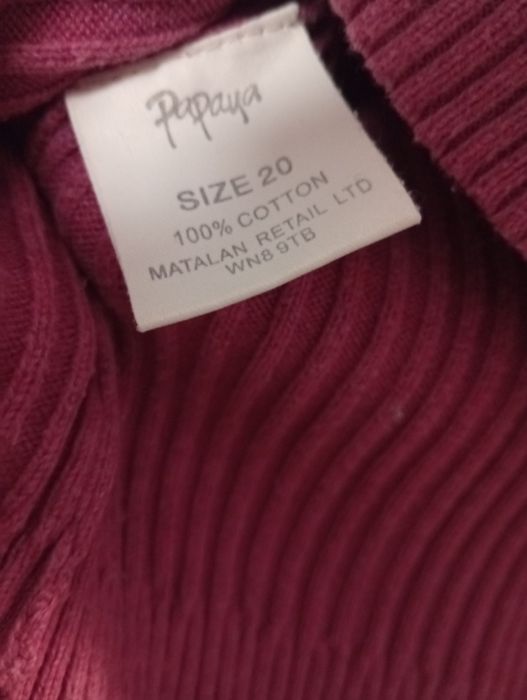 Papaya
SIZE 20
100% COTTON
MATALAN RETAIL LTD
WN8 9TB